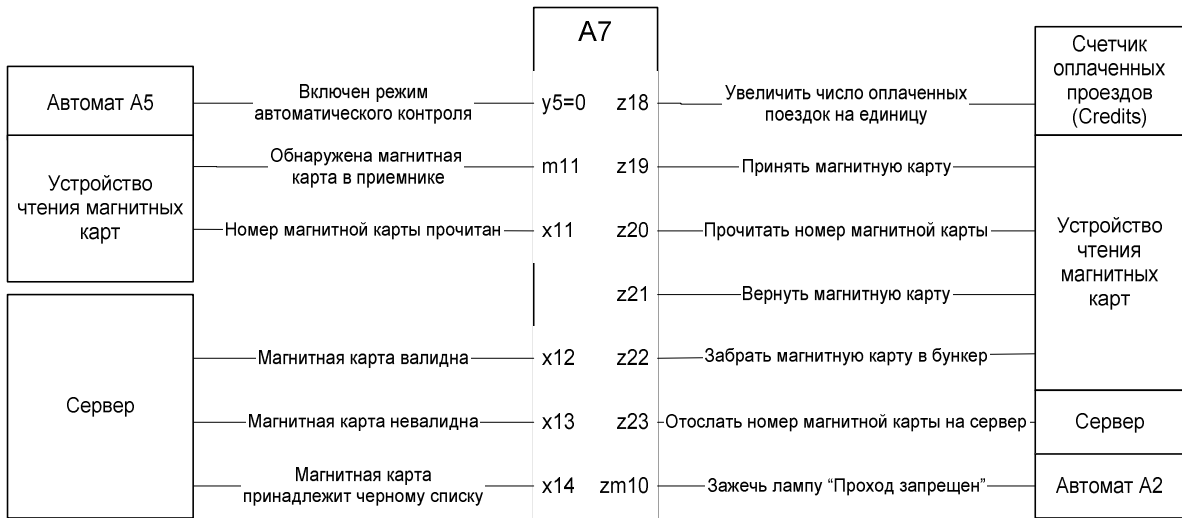 A7
Автомат А5
Включен режим
автоматического контроля
y5=0
z18
Увеличить число оплаченных
поездок на единицу
Счетчик
оплаченных
проездов
(Credits)
Устройство
чтения магнитных
карт
Обнаружена магнитная
карта в приемнике
m11
z19
Принять магнитную карту
Номер магнитной карты прочитан
x11
z20
Прочитать номер магнитной карты
Устройство
чтения
магнитных
карт
z21
Вернуть магнитную карту
Сервер
Магнитная карта валидна
x12
z22
Забрать магнитную карту в бункер
Магнитная карта невалидна
x13
z23
Отослать номер магнитной карты на сервер
Сервер
Магнитная карта
принадлежит черному списку
x14
zm10
Зажечь лампу “Проход запрещен”
Автомат А2